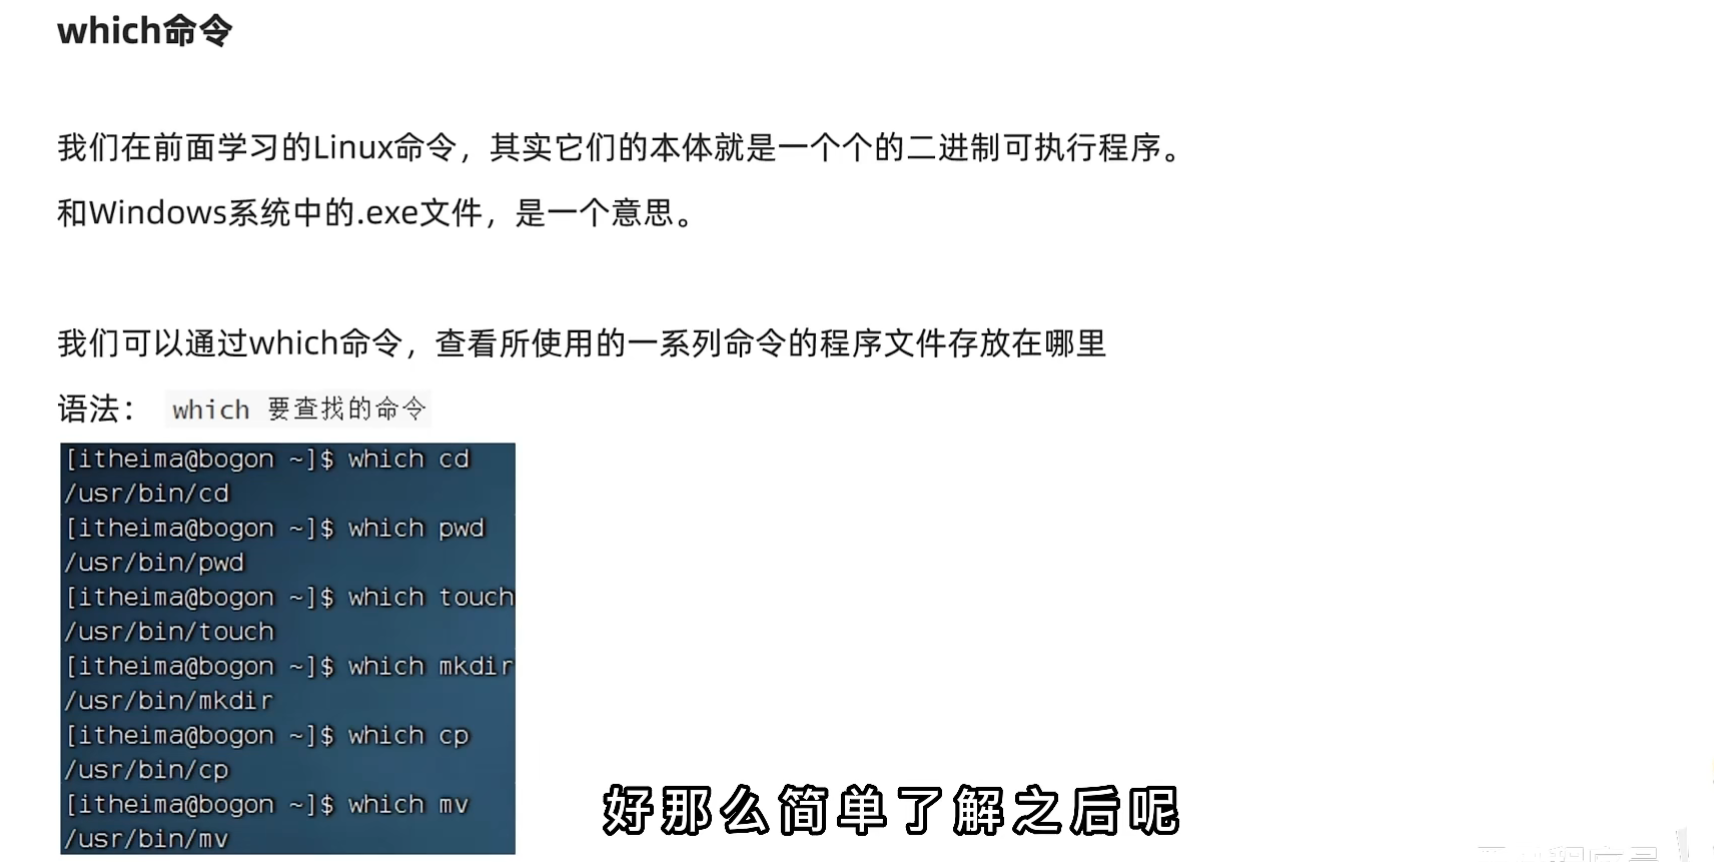 which命令
我们在前面学习的Linux命令，其实它们的本体就是一个个的二进制可执行程序。
和Windows系统中的.exe文件，是一个意思。
我们可以通过which命令，查看所使用的一系列命令的程序文件存放在哪里
语法： which 要查找的命令
[itheima@bogon ~]$ which cd
/usr/bin/cd
[itheima@bogon ~]$ which pwd
/usr/bin/pwd
[itheima@bogon ~]$ which touch
/usr/bin/touch
[itheima@bogon ~]$ which mkdir
/usr/bin/mkdir
[itheima@bogon ~]$ which cp
/usr/bin/cp
[itheima@bogon ~]$ which mv
/usr/bin/mv
好那么简单了解之后呢